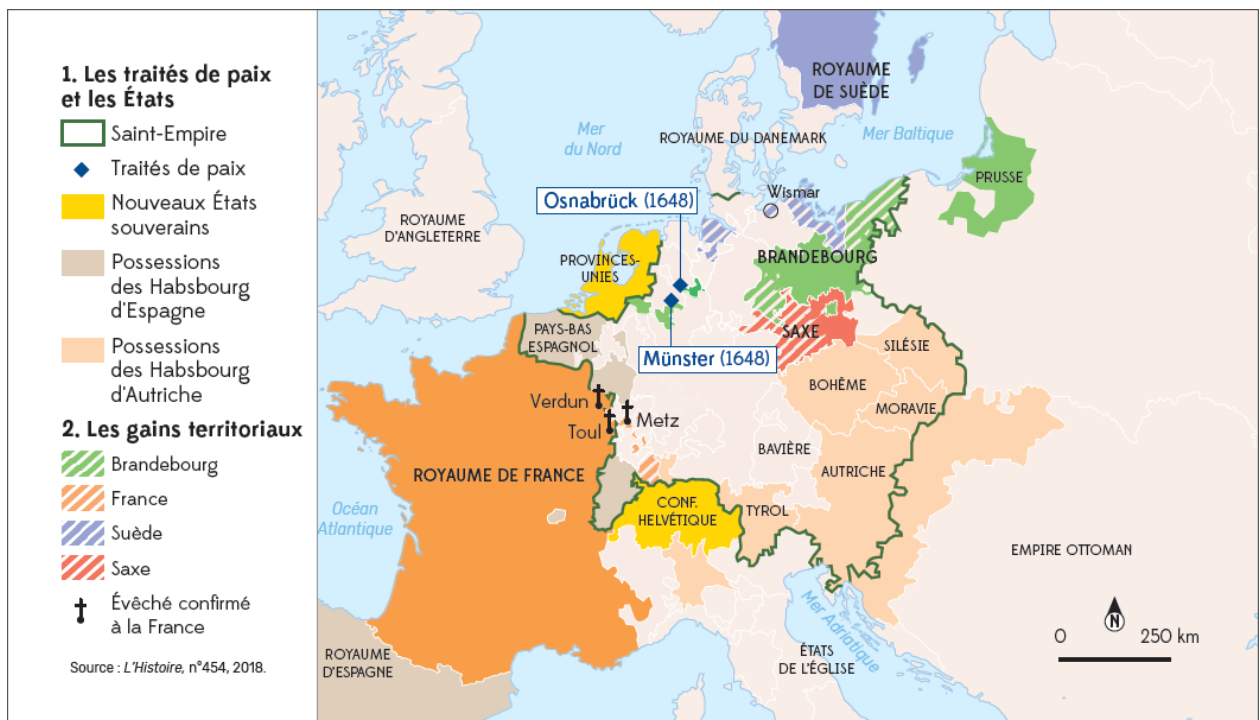 1. Les traités de paix
et les États
Saint-Empire
Traités de paix
Nouveaux États
souverains
Possessions
des Habsbourg
d'Espagne
Possessions
des Habsbourg
d'Autriche
2. Les gains territoriaux
Brandebourg
France
Suède
Saxe
Évêché confirmé
à la France
Source : L'Histoire, n°454, 2018.
ROYAUME
DE SUÈDE
Mer
du Nord
ROYAUME DU DANEMARK
Mer Baltique
PRUSSE
Osnabrück (1648)
Wismar
ROYAUME
D'ANGLETERRE
PROVINCES-
UNIES
BRANDEBOURG
PAYS-BAS
ESPAGNOL
SAXE
Münster (1648)
SILÉSIE
BOHÊME
MORAVIE
Verdun
Metz
Toul
BAVIÈRE
AUTRICHE
ROYAUME DE FRANCE
Océan
Atlantique
CONF.
HELVÉTIQUE
TYROL
EMPIRE OTTOMAN
N
0 250 km
Mer Adriatique
ÉTATS
DE L'ÉGLISE
ROYAUME
D'ESPAGNE